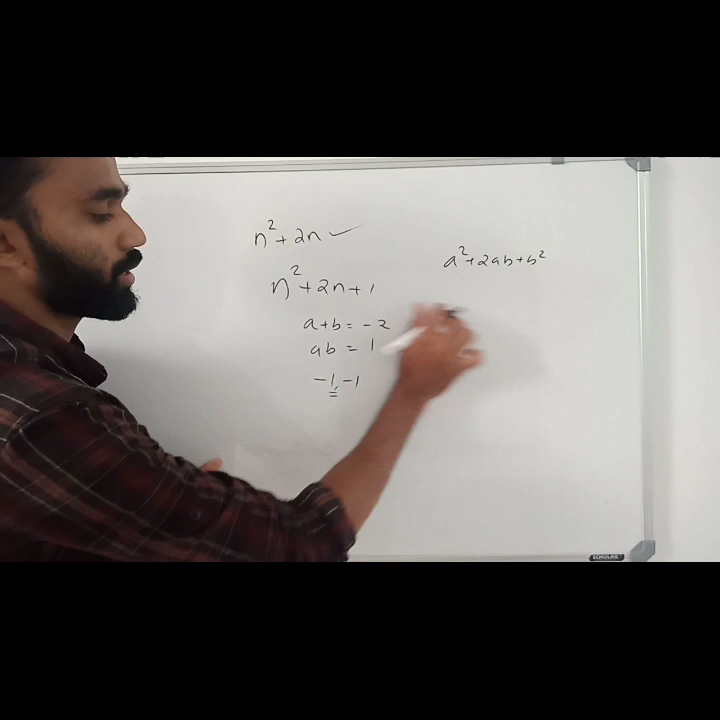 n²+2n ✓
n²+2n+1
a²+2ab+b²
a+b=-2
ab=1
-1,-1
SCHOLAR